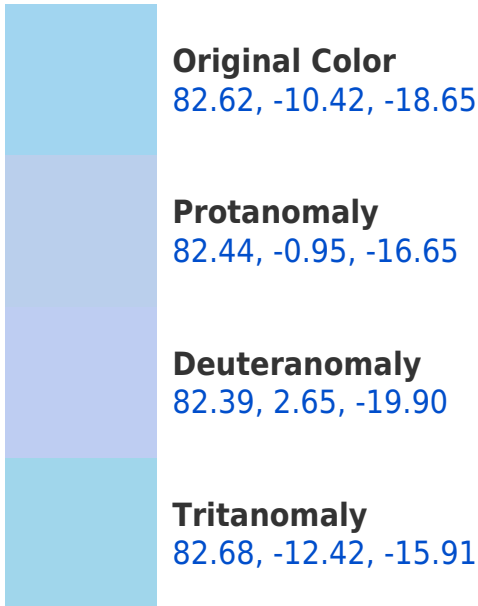 Original Color
82.62, -10.42, -18.65
Protanomaly
82.44, -0.95, -16.65
Deuteranomaly
82.39, 2.65, -19.90
Tritanomaly
82.68, -12.42, -15.91